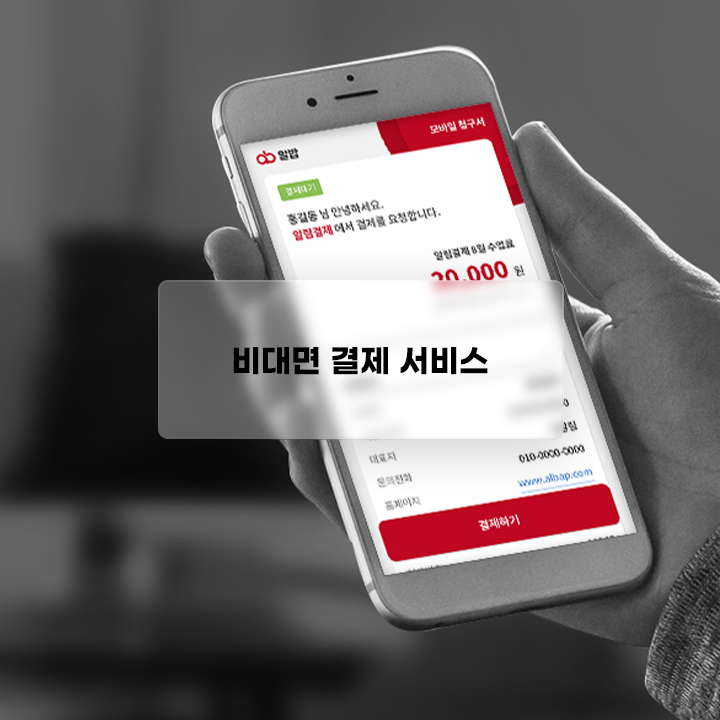 모바일 청구서
알밥
결제대기
홍길동 님 안녕하세요.
알림결제 에서 결제를 요청합니다.
알림결제 8월 수업료
20,000 원
비대면 결제 서비스
대표자
문의전화 010-0000-0000
홈페이지 www.albap.com
결제하기